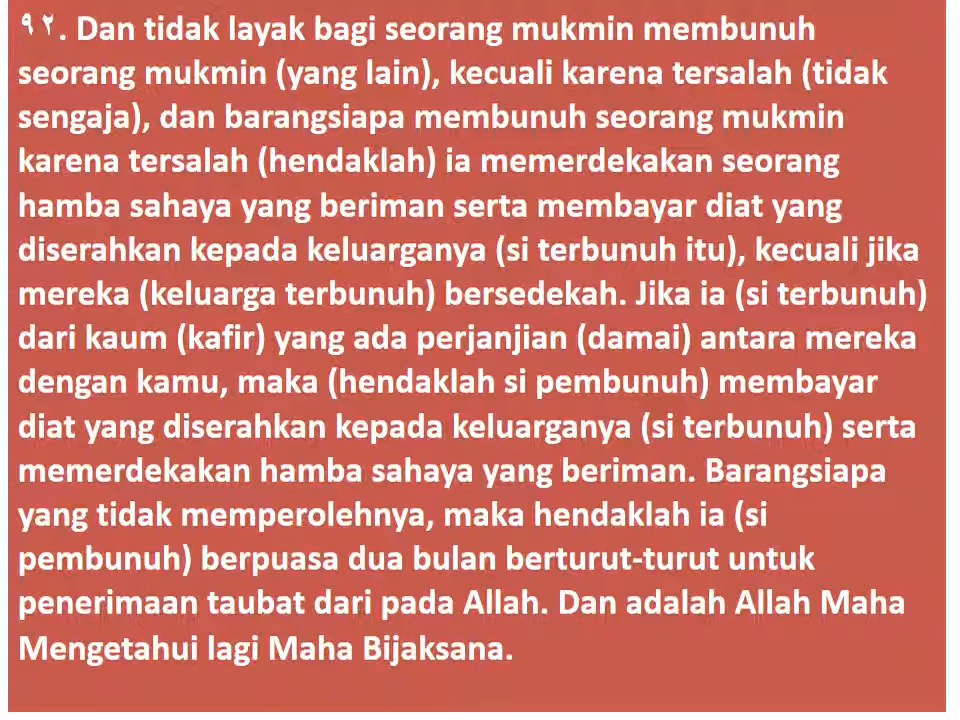 ٩٢. Dan tidak layak bagi seorang mukmin membunuh
seorang mukmin (yang lain), kecuali karena tersalah (tidak
sengaja), dan barangsiapa membunuh seorang mukmin
karena tersalah (hendaklah) ia memerdekakan seorang
hamba sahaya yang beriman serta membayar diat yang
diserahkan kepada keluarganya (si terbunuh itu), kecuali jika
mereka (keluarga terbunuh) bersedekah. Jika ia (si terbunuh)
dari kaum (kafir) yang ada perjanjian (damai) antara mereka
dengan kamu, maka (hendaklah si pembunuh) membayar
diat yang diserahkan kepada keluarganya (si terbunuh) serta
memerdekakan hamba sahaya yang beriman. Barangsiapa
yang tidak memperolehnya, maka hendaklah ia (si
pembunuh) berpuasa dua bulan berturut-turut untuk
penerimaan taubat dari pada Allah. Dan adalah Allah Maha
Mengetahui lagi Maha Bijaksana.